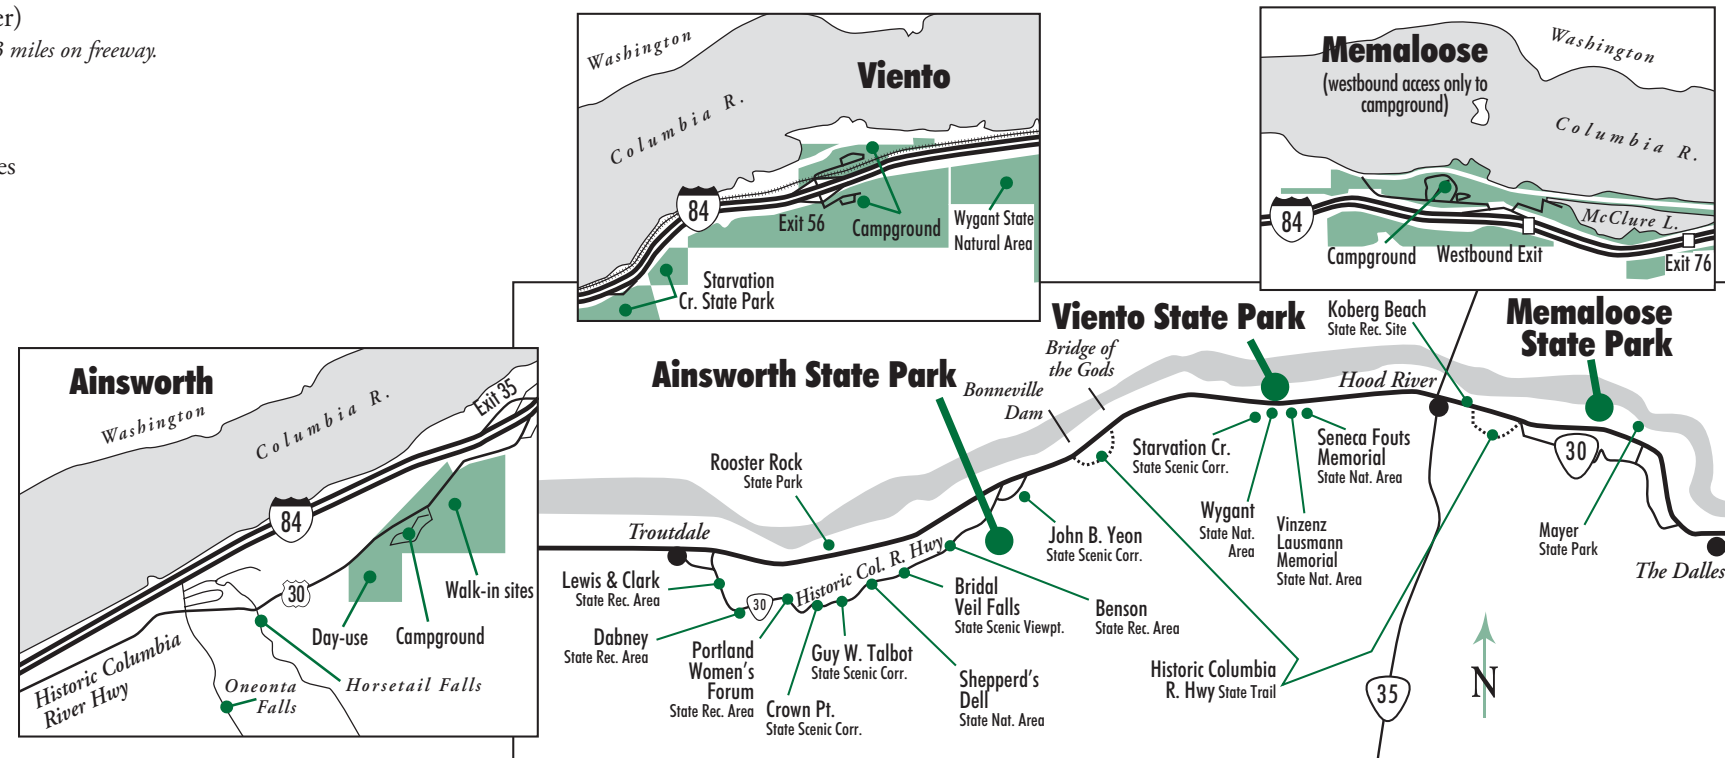 er)
3 miles on freeway.
es
Viento
Washington
Columbia R.
84
Exit 56
Campground
Wygant State
Natural Area
Starvation
Cr. State Park
Memaloose
(westbound access only to
campground)
Washington
Columbia R.
84
McClure L.
Campground
Westbound Exit
Exit 76
Ainsworth
Washington
Columbia R.
Exit 35
84
30
Walk-in sites
Day-use
Campground
Historic Columbia
River Hwy
Oneonta
Falls
Horsetail Falls
Ainsworth State Park
Viento State Park
Memaloose
State Park
Koberg Beach
State Rec. Site
Bridge of
the Gods
Bonneville
Dam
Hood River
Rooster Rock
State Park
Troutdale
Starvation Cr.
State Scenic Corr.
Seneca Fouts
Memorial
State Nat. Area
30
Wygant
State Nat.
Area
Vinzenz
Lausmann
Memorial
State Nat. Area
Mayer
State Park
The Dalles
John B. Yeon
State Scenic Corr.
Lewis & Clark
State Rec. Area
30
Historic Col. R. Hwy
Dabney
State Rec. Area
Portland
Women's
Forum
State Rec. Area
Crown Pt.
State Scenic Corr.
Guy W. Talbot
State Scenic Corr.
Bridal
Veil Falls
State Scenic Viewpt.
Shepperd's
Dell
State Nat. Area
Benson
State Rec. Area
Historic Columbia
R. Hwy State Trail
35
N